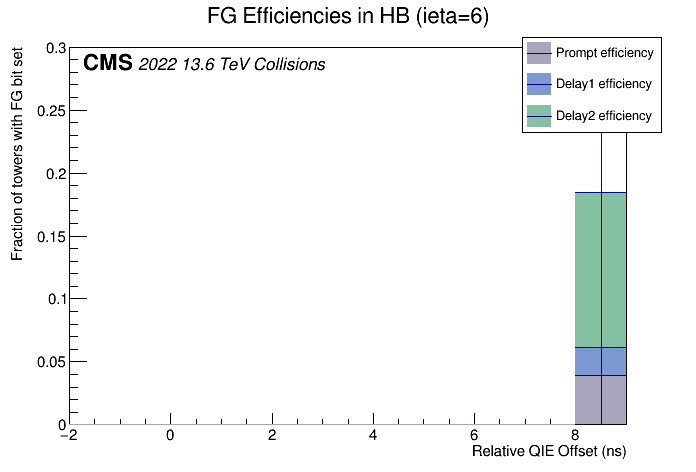 FG Efficiencies in HB (ieta=6)
CMS 2022 13.6 TeV Collisions
Prompt efficiency
Delay1 efficiency
Delay2 efficiency
Fraction of towers with FG bit set
0.3
0.25
0.2
0.15
0.1
0.05
0
−2 0 2 4 6 8
Relative QIE Offset (ns)